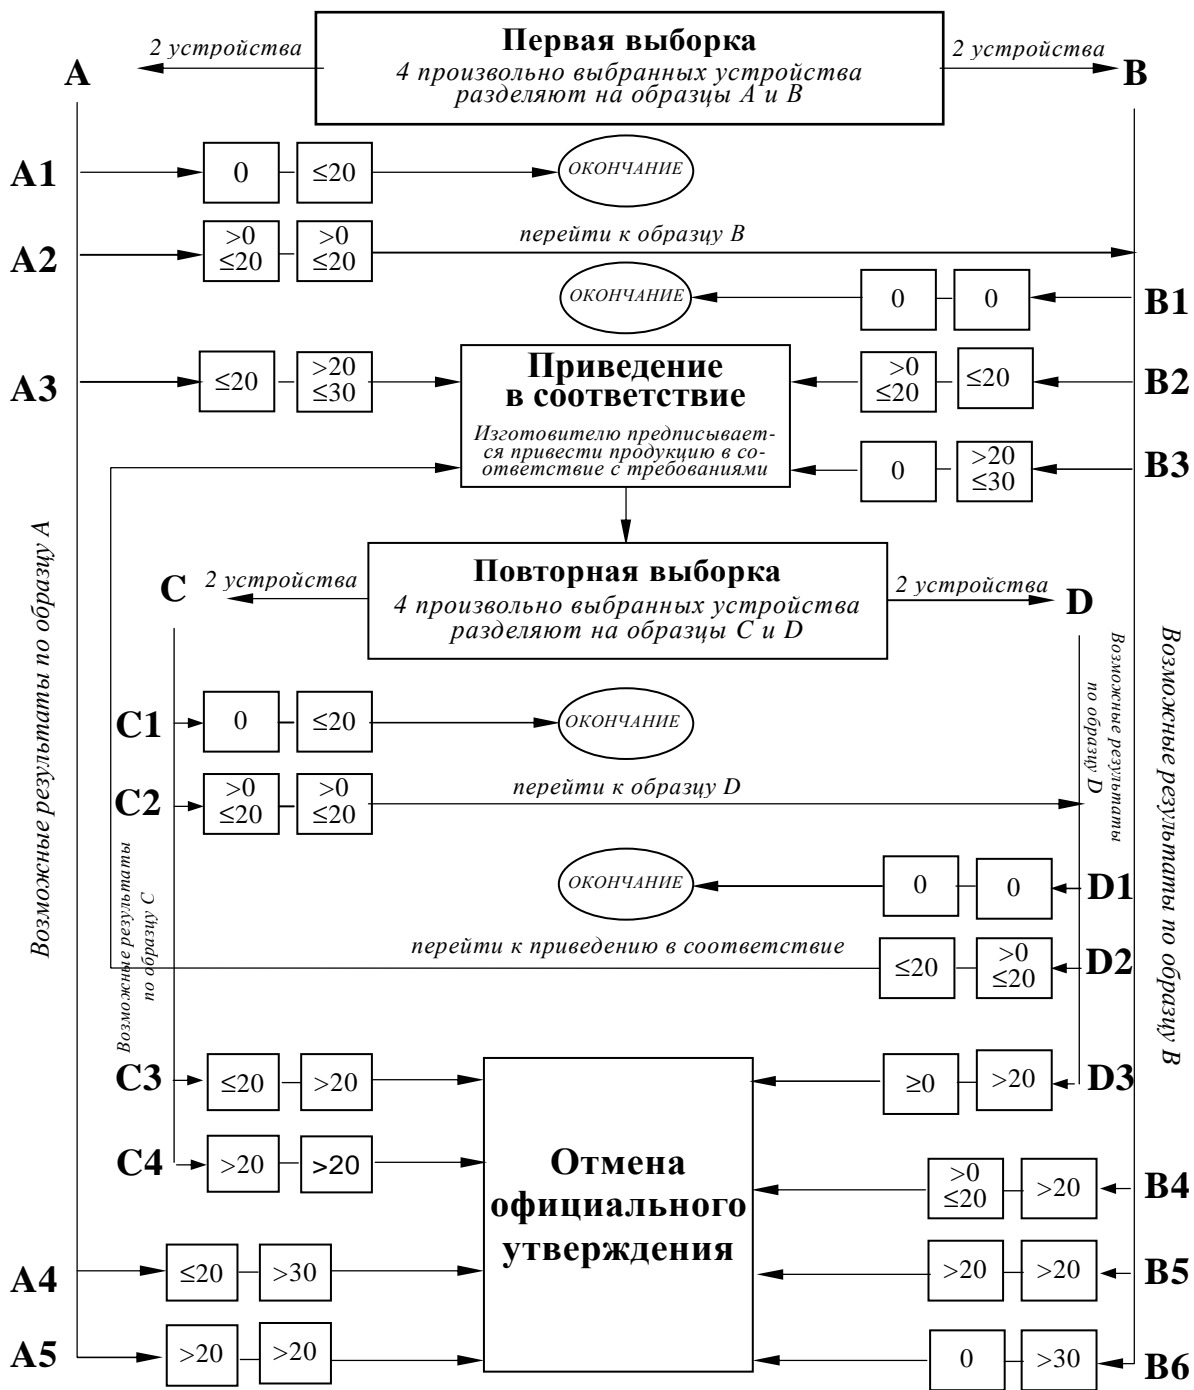 Первая выборка
4 произвольно выбранных устройства
разделяют на образцы A и B
2 устройства
2 устройства
A
B
A1
0
≤20
ОКОНЧАНИЕ
A2
>0
≤20
>0
≤20
перейти к образцу B
ОКОНЧАНИЕ
0
0
B1
A3
≤20
>20
≤30
Приведение
в соответствие
Изготовителю предписывает-
ся привести продукцию в со-
ответствие с требованиями
>0
≤20
≤20
B2
0
>20
≤30
B3
Возможные результаты по образцу A
Возможные результаты по образцу B
Повторная выборка
4 произвольно выбранных устройства
разделяют на образцы C и D
2 устройства
2 устройства
C
D
Возможные результаты
по образцу D
C1
0
≤20
ОКОНЧАНИЕ
C2
>0
≤20
>0
≤20
перейти к образцу D
Возможные результаты
по образцу C
ОКОНЧАНИЕ
0
0
D1
перейти к приведению в соответствие
≤20
>0
≤20
D2
C3
≤20
>20
≥0
>20
D3
C4
>20
>20
Отмена
официального
утверждения
>0
≤20
>20
B4
A4
≤20
>30
>20
>20
B5
A5
>20
>20
0
>30
B6